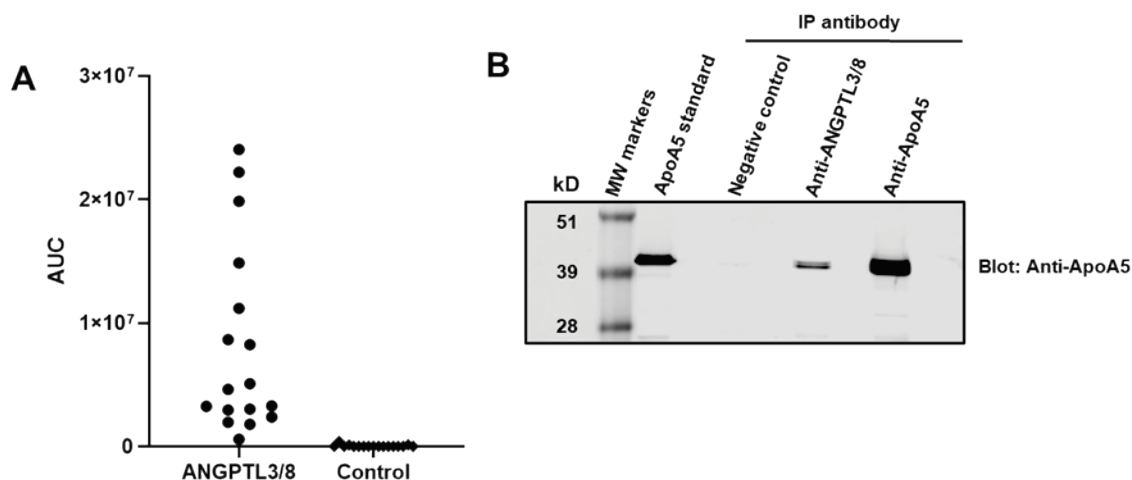 A
3×10⁷
2×10⁷
1×10⁷
0
AUC
ANGPTL3/8
Control
B
IP antibody
kD
MW markers
ApoA5 standard
Negative control
Anti-ANGPTL3/8
Anti-ApoA5
51
39
28
Blot: Anti-ApoA5